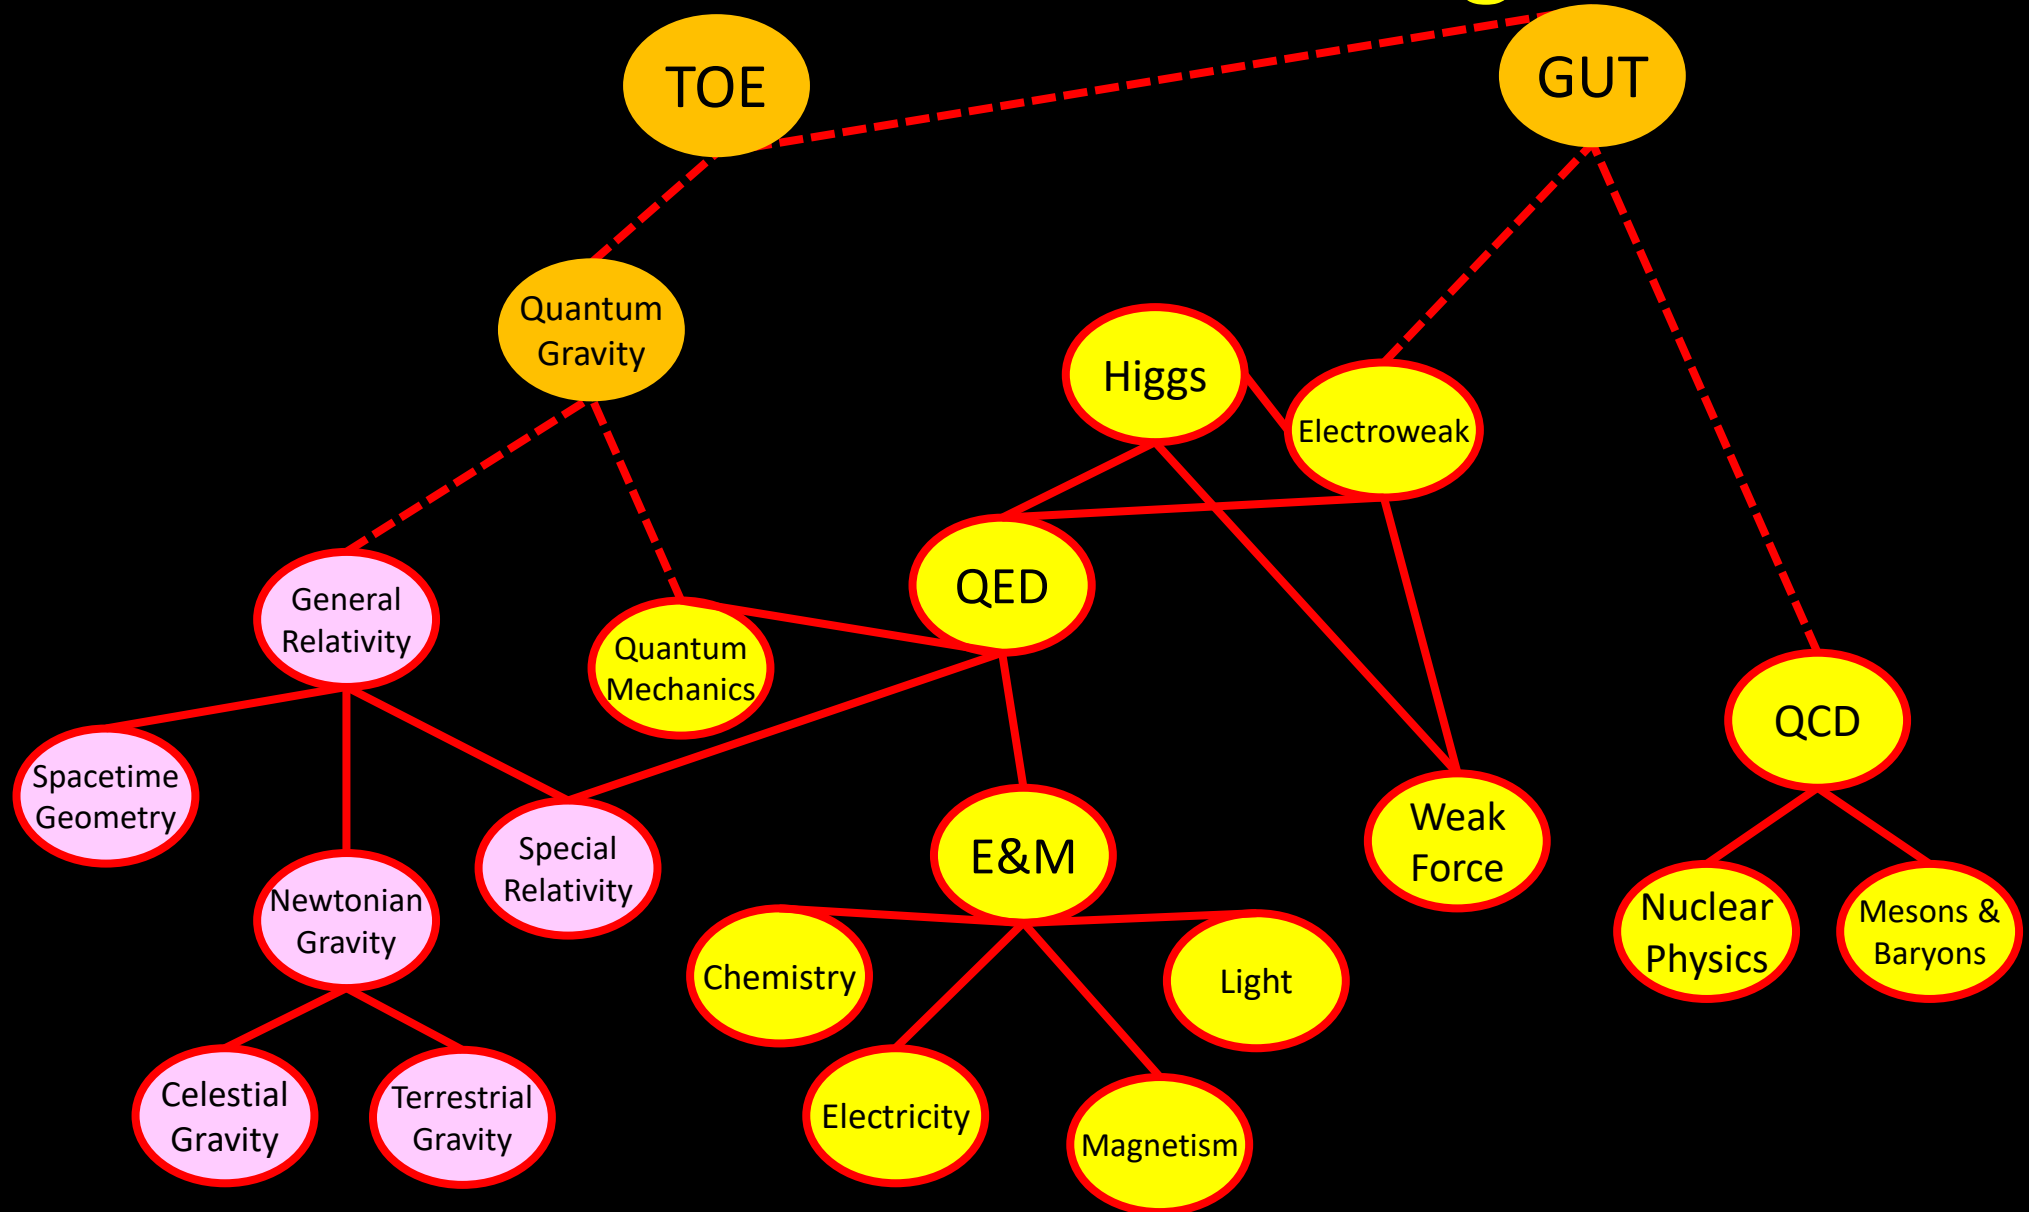 TOE
GUT
Quantum
Gravity
Higgs
Electroweak
QED
General
Relativity
Quantum
Mechanics
QCD
Spacetime
Geometry
Special
Relativity
E&M
Weak
Force
Newtonian
Gravity
Nuclear
Physics
Mesons &
Baryons
Chemistry
Light
Celestial
Gravity
Terrestrial
Gravity
Electricity
Magnetism